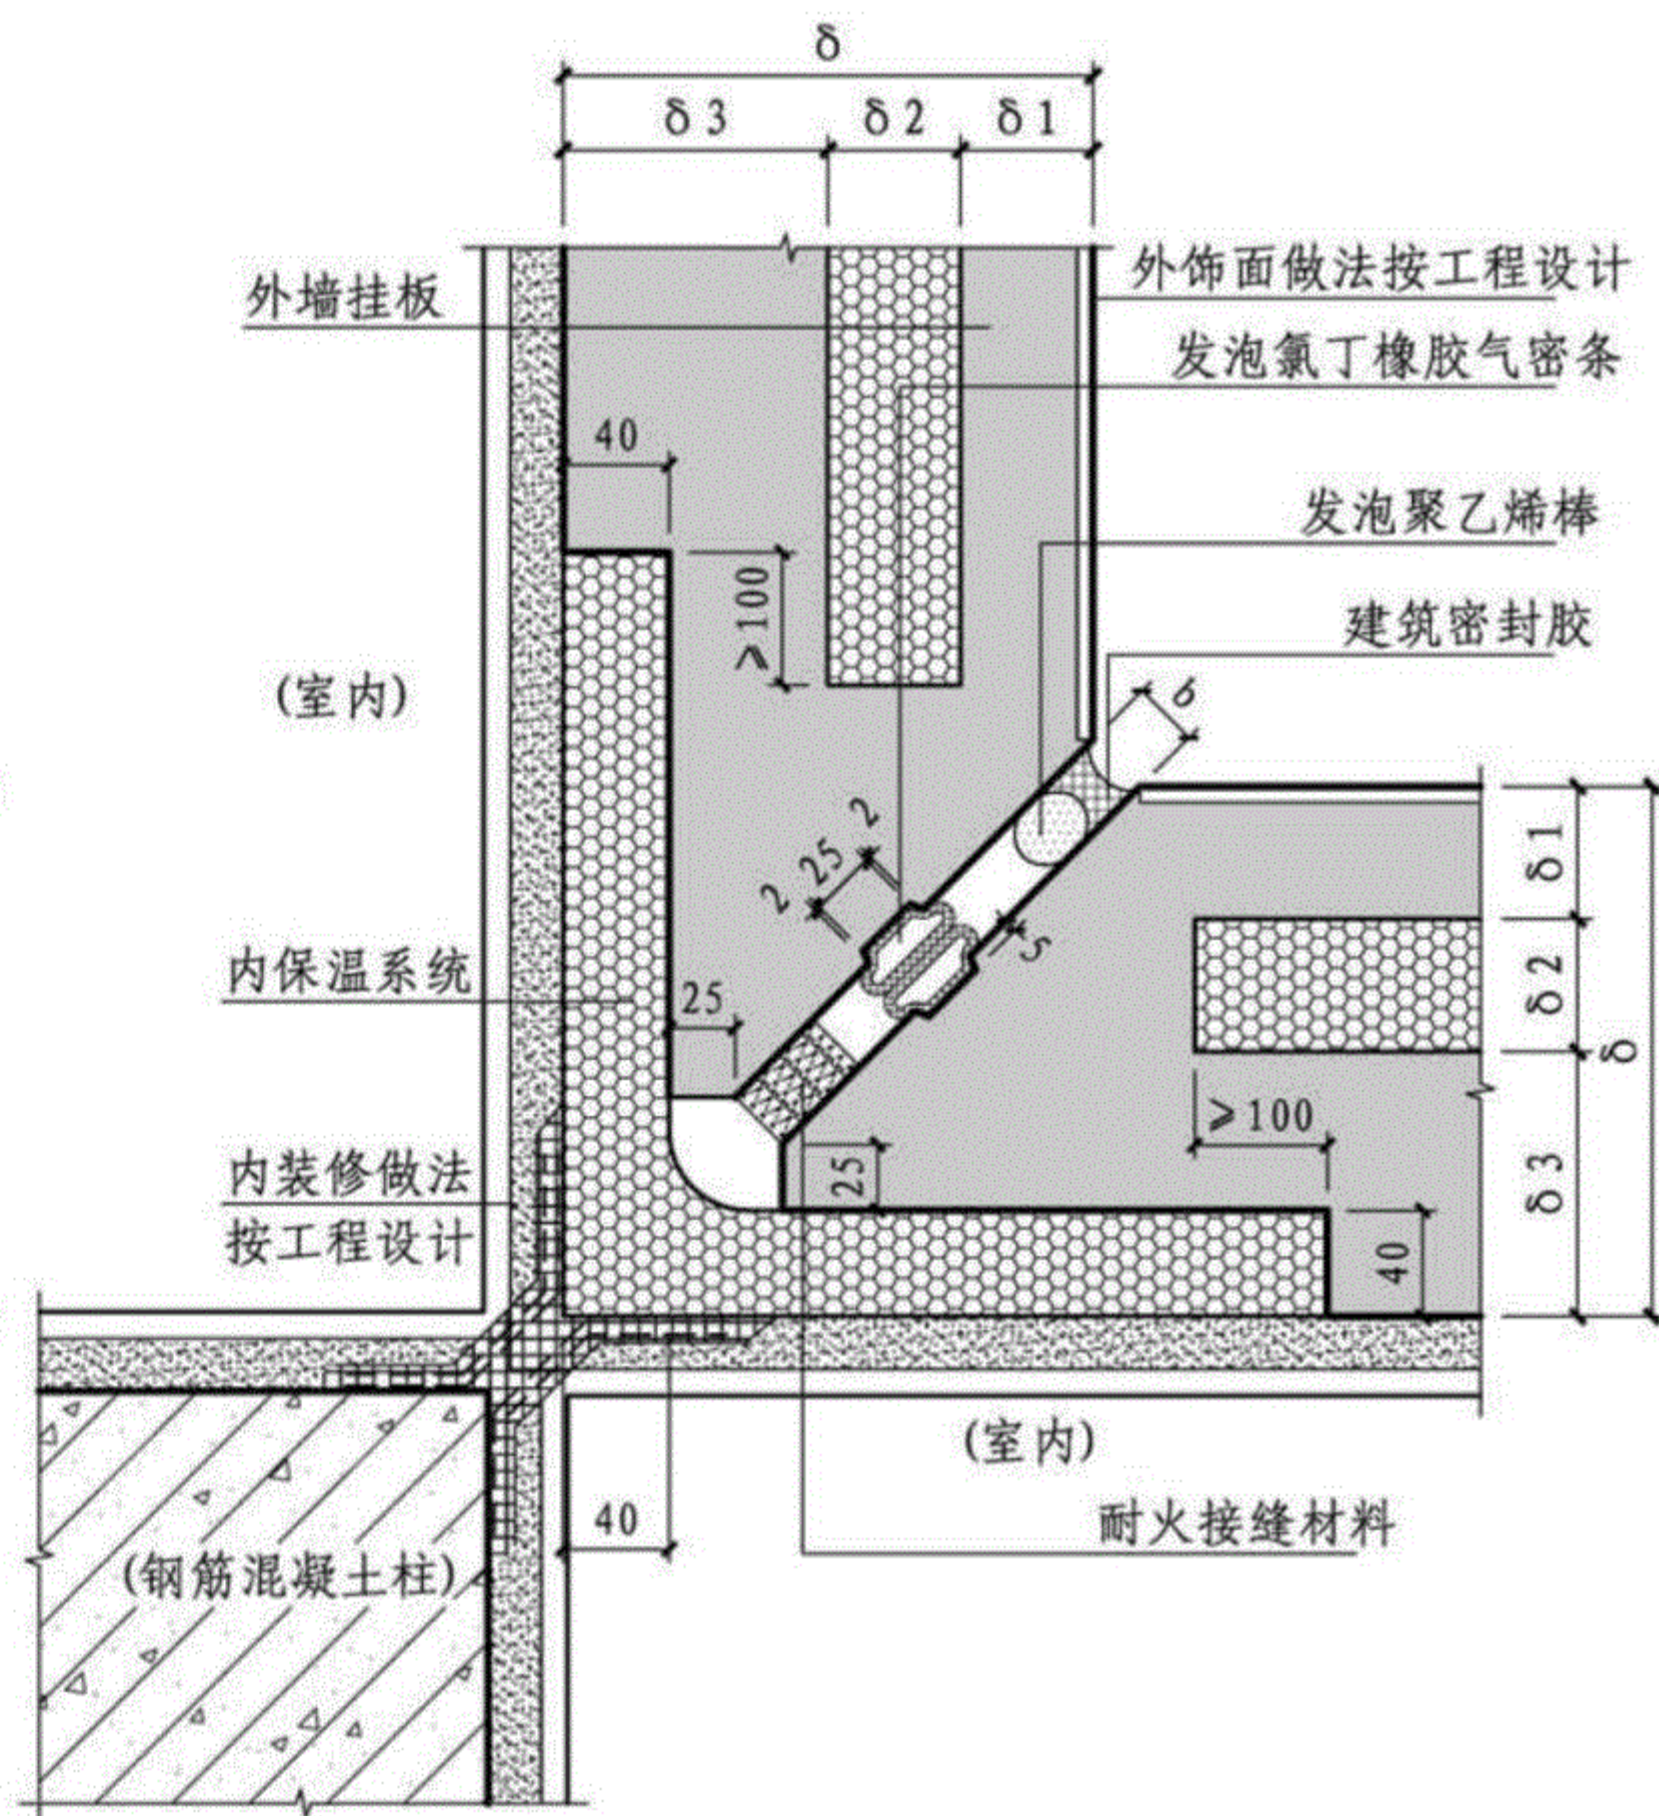 δ
δ3 δ2 δ1
外墙挂板
外饰面做法按工程设计
发泡氯丁橡胶气密条
40
发泡聚乙烯棒
≥100
建筑密封胶
(室内)
b
2
25
2
δ1
5
内保温系统
25
δ2
δ
≥100
内装修做法
按工程设计
25
δ3
40
(室内)
40
耐火接缝材料
(钢筋混凝土柱)